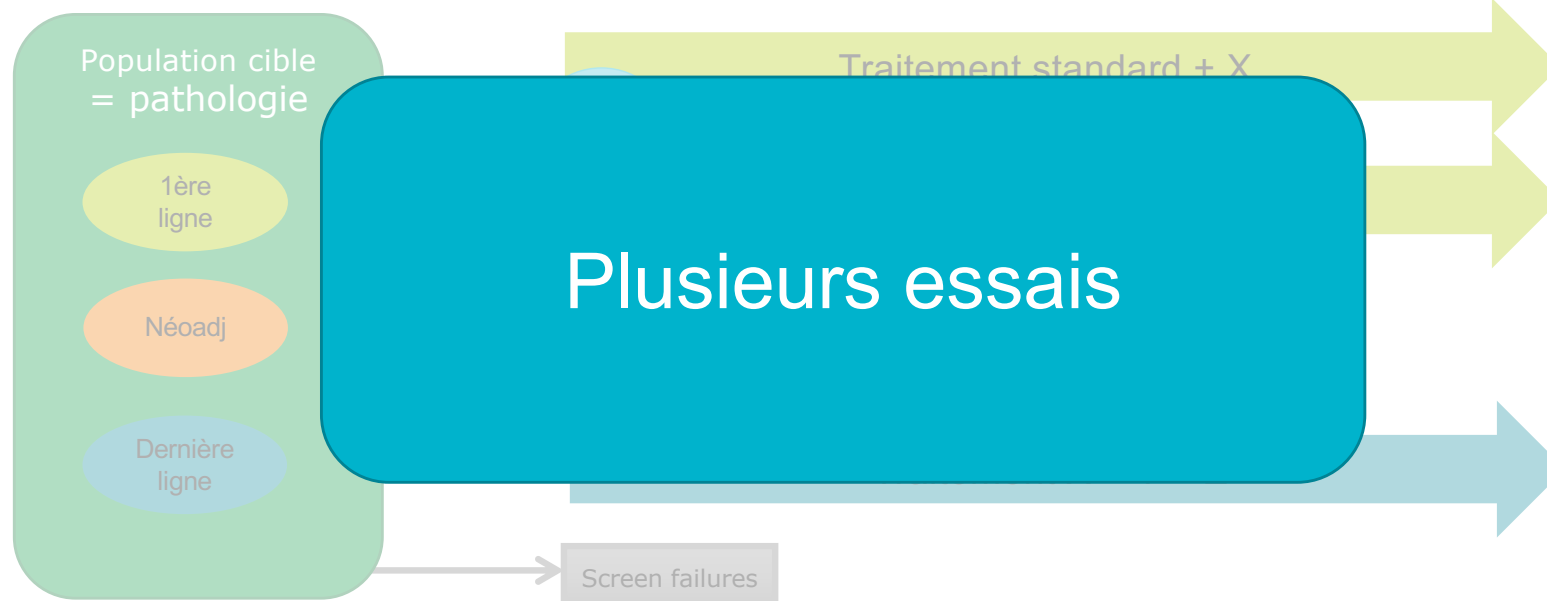 Population cible
= pathologie
1ère
ligne
Néoadj
Dernière
ligne
Traitement standard + X
Plusieurs essais
Screen failures